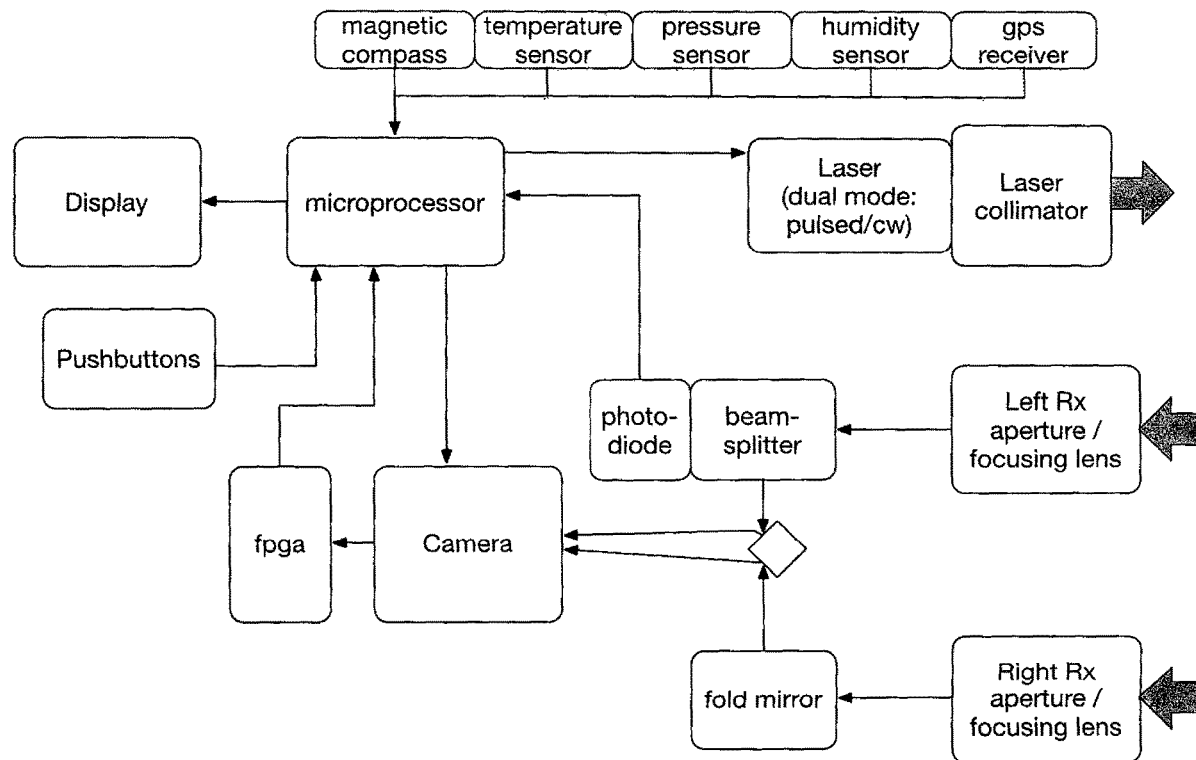 magnetic
compass
temperature
sensor
pressure
sensor
humidity
sensor
gps
receiver
Display
microprocessor
Laser
(dual mode:
pulsed/cw)
Laser
collimator
Pushbuttons
photo-
diode
beam-
splitter
Left Rx
aperture /
focusing lens
fpga
Camera
fold mirror
Right Rx
aperture /
focusing lens